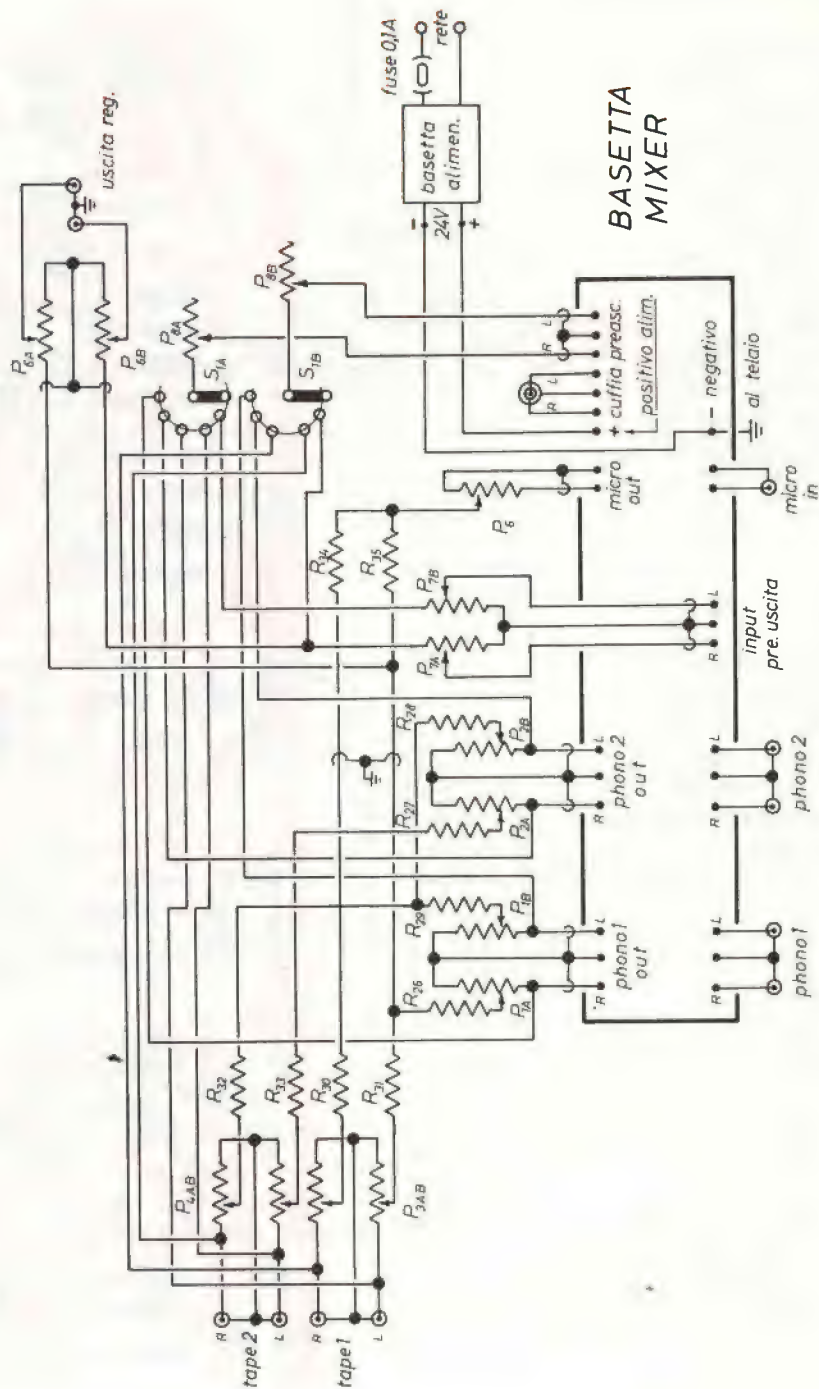 fuse 0,1A
rete
basetta
alimen.
-
24V
+
BASETTA
MIXER
uscita reg.
P6A
P6B
P8A
P8B
S1A
S1B
R
L
R
L
+ cuffia preasc.
positivo alim.
- negativo
al telaio
micro
out
micro
in
P6
R34
R35
P7B
P7A
input
pre. uscita
R
L
R28
R27
P2B
P2A
phono 2
out
R
L
R
L
phono 2
R29
R26
P1B
P1A
phono1
out
R
L
R
L
phono1
R32
R33
R30
R31
P4AB
P3AB
R
tape 2
L
R
tape1
L